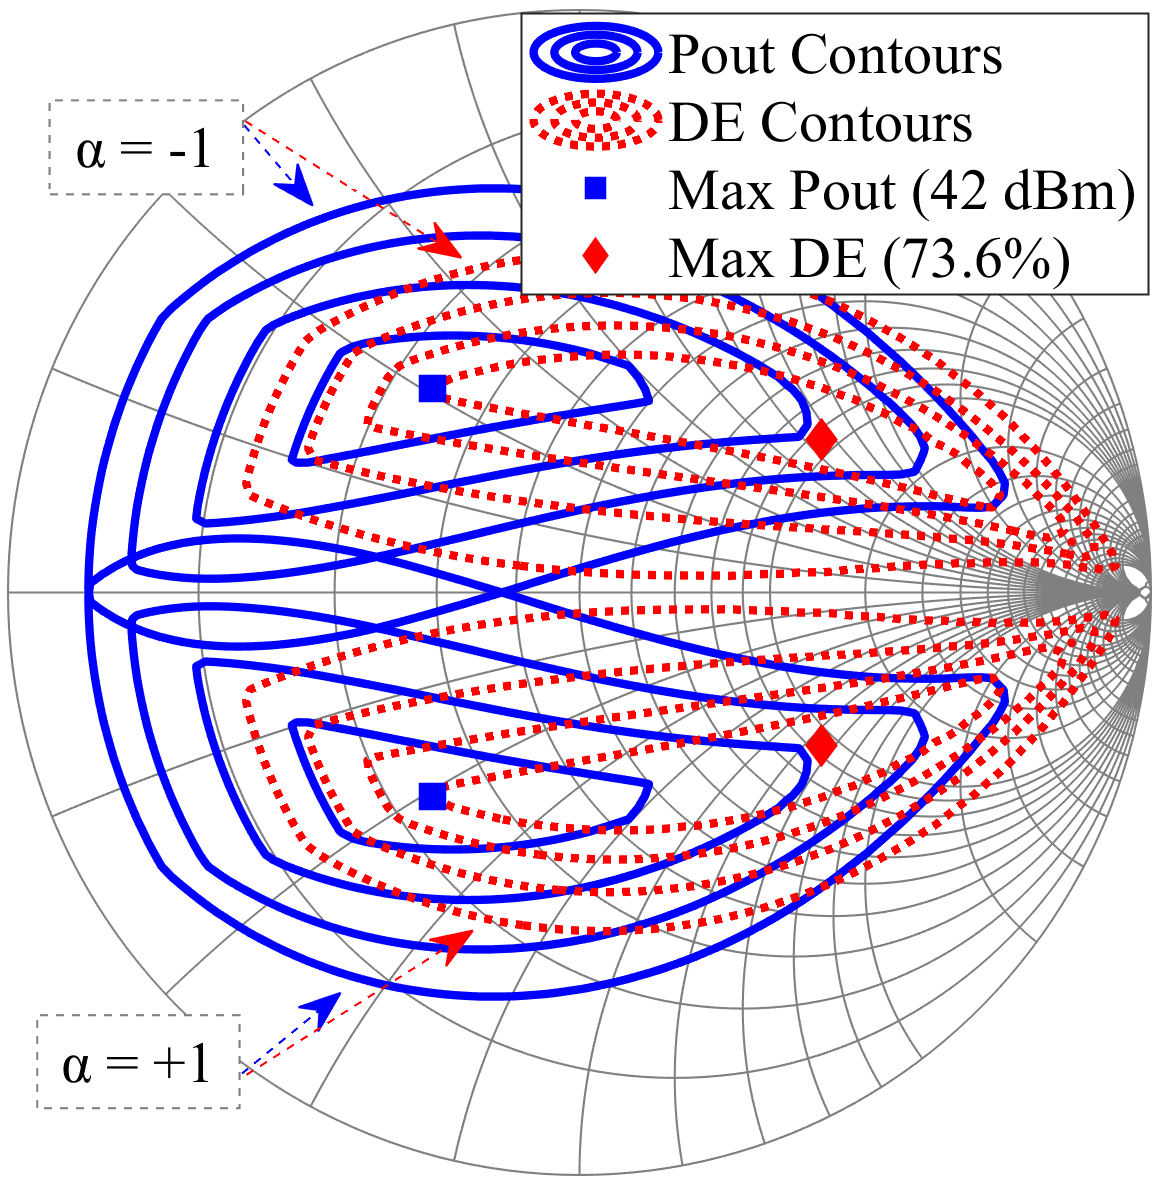 Pout Contours
DE Contours
α = -1
Max Pout (42 dBm)
Max DE (73.6%)
α = +1